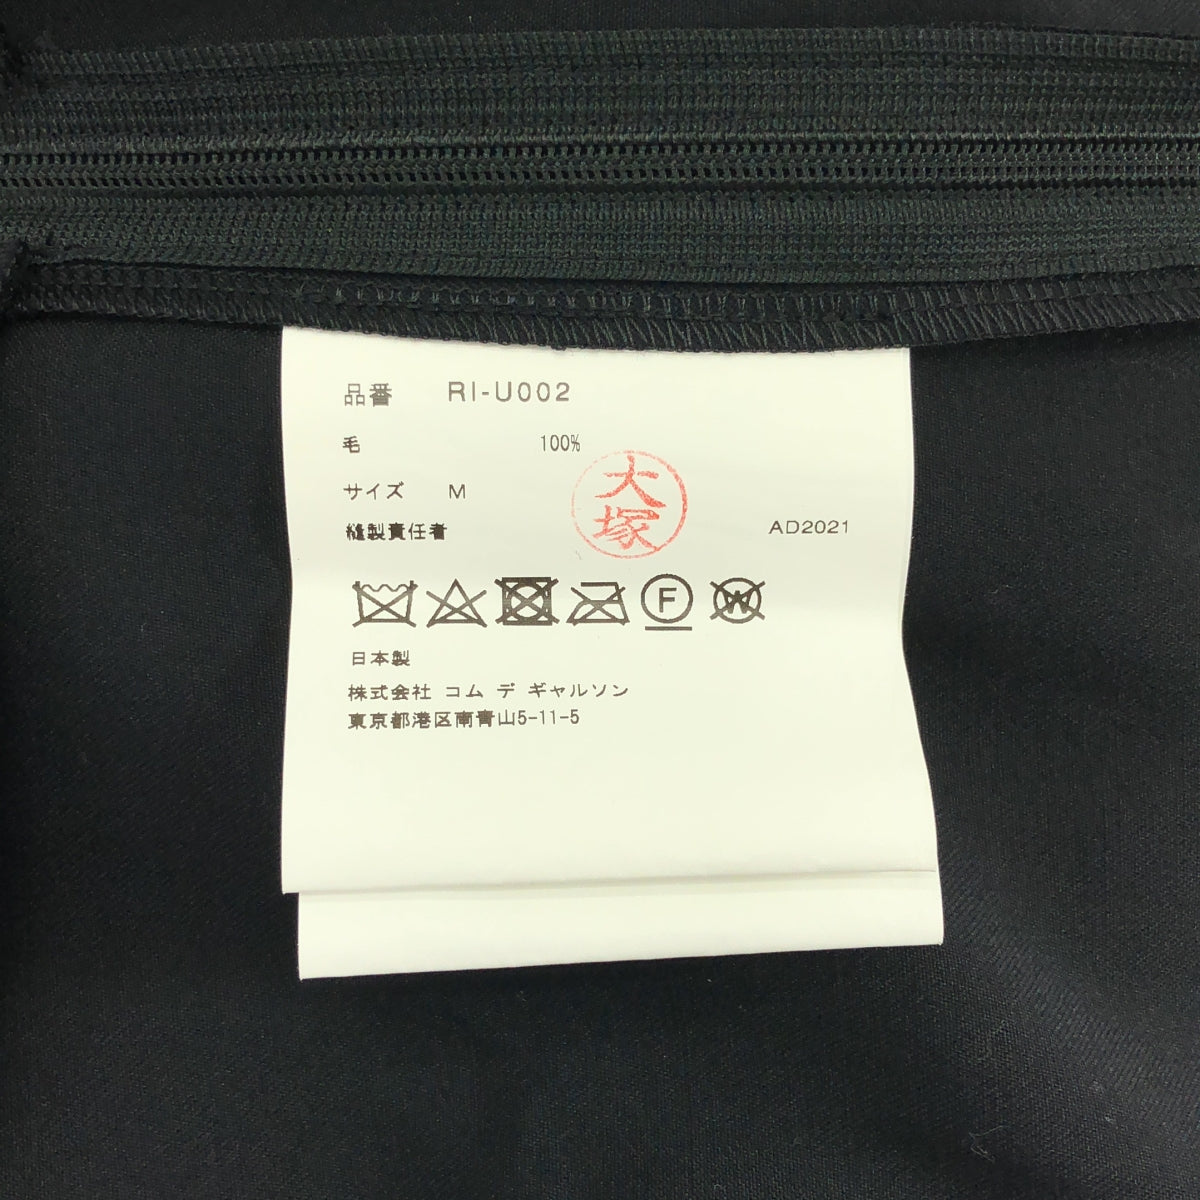 品番 RI-U002
毛 100%
サイズ M
大塚
縫製責任者 AD2021
F W
日本製
株式会社 コム デ ギャルソン
東京都港区南青山5-11-5